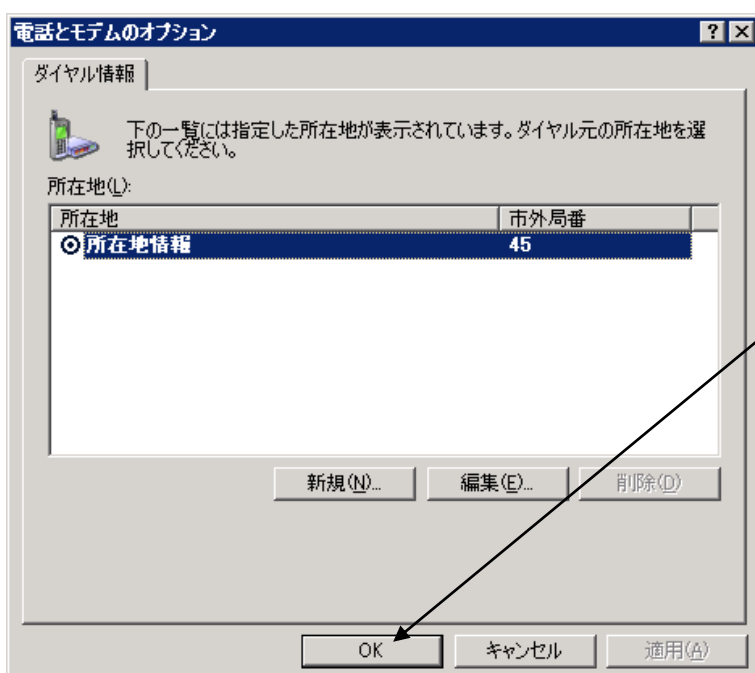 電話とモデムのオプション
ダイヤル情報
下の一覧には指定した所在地が表示されています。ダイヤル元の所在地を選
択してください。
所在地(L):
所在地 市外局番
所在地情報 45
新規(N)... 編集(E)... 削除(D)
OK キャンセル 適用(A)